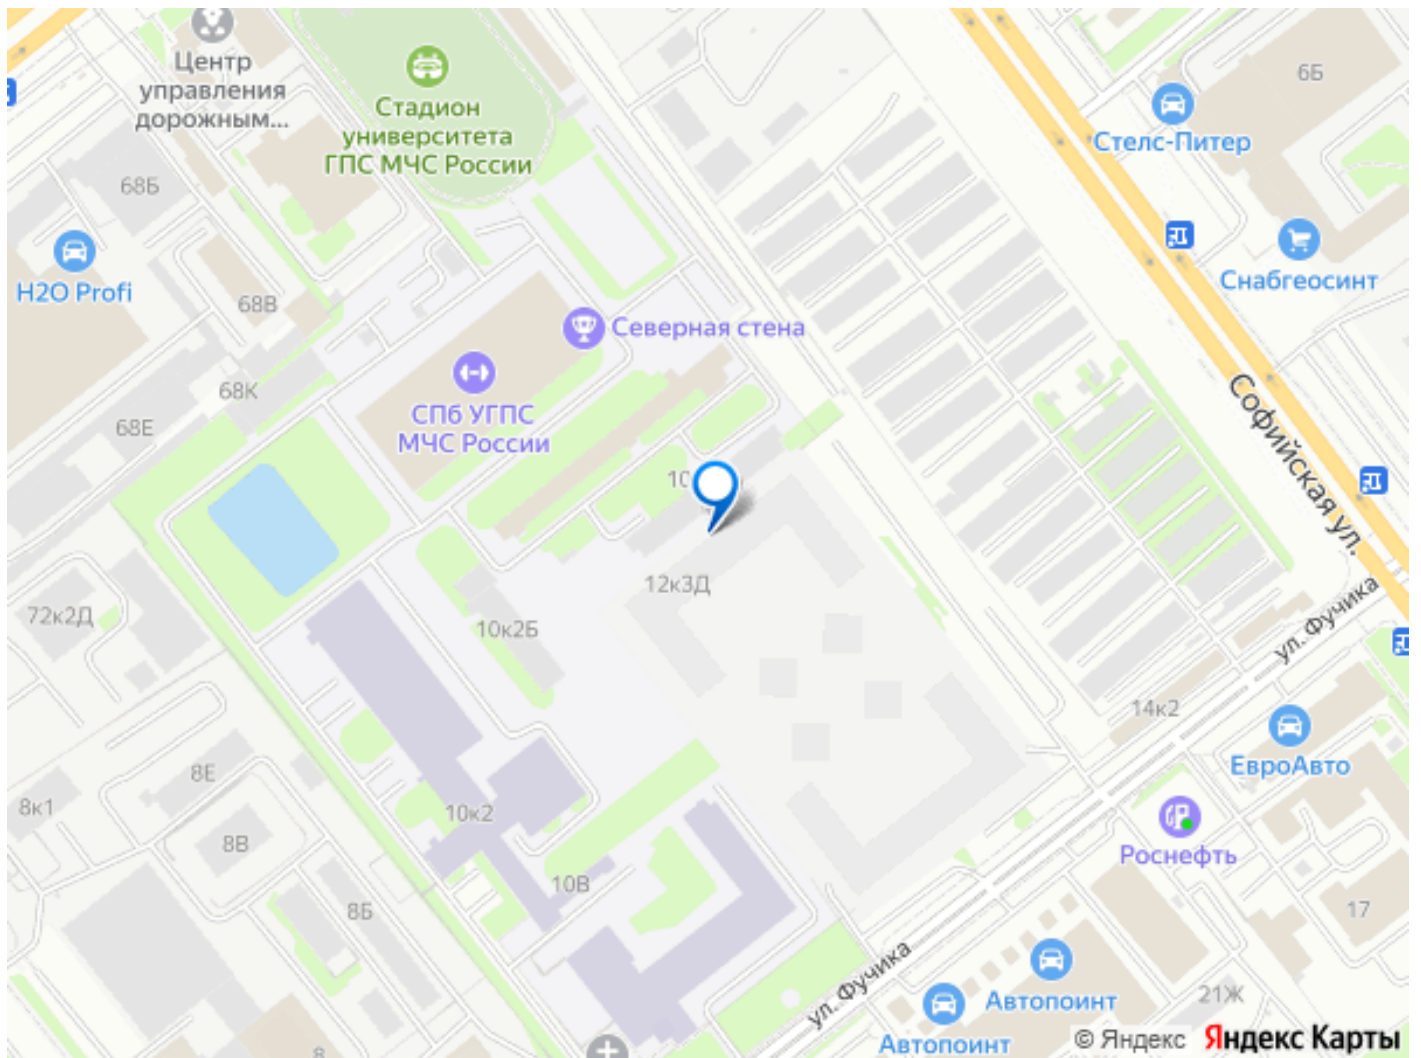 Центр
управления
дорожным...
Стадион
университета
ГПС МЧС России
6Б
Стелс-Питер
68Б
H2O Profi
68В
Снабгеосинт
Северная стена
68К
СПб УГПС
МЧС России
68Е
Софийская ул.
10
12к3Д
72к2Д
10к2Б
ул. Фучика
14к2
ЕвроАвто
8Е
8к1
10к2
8В
Роснефть
10В
8Б
17
ул. Фучика
Автопоинт
21Ж
Автопоинт
8
© Яндекс Яндекс Карты